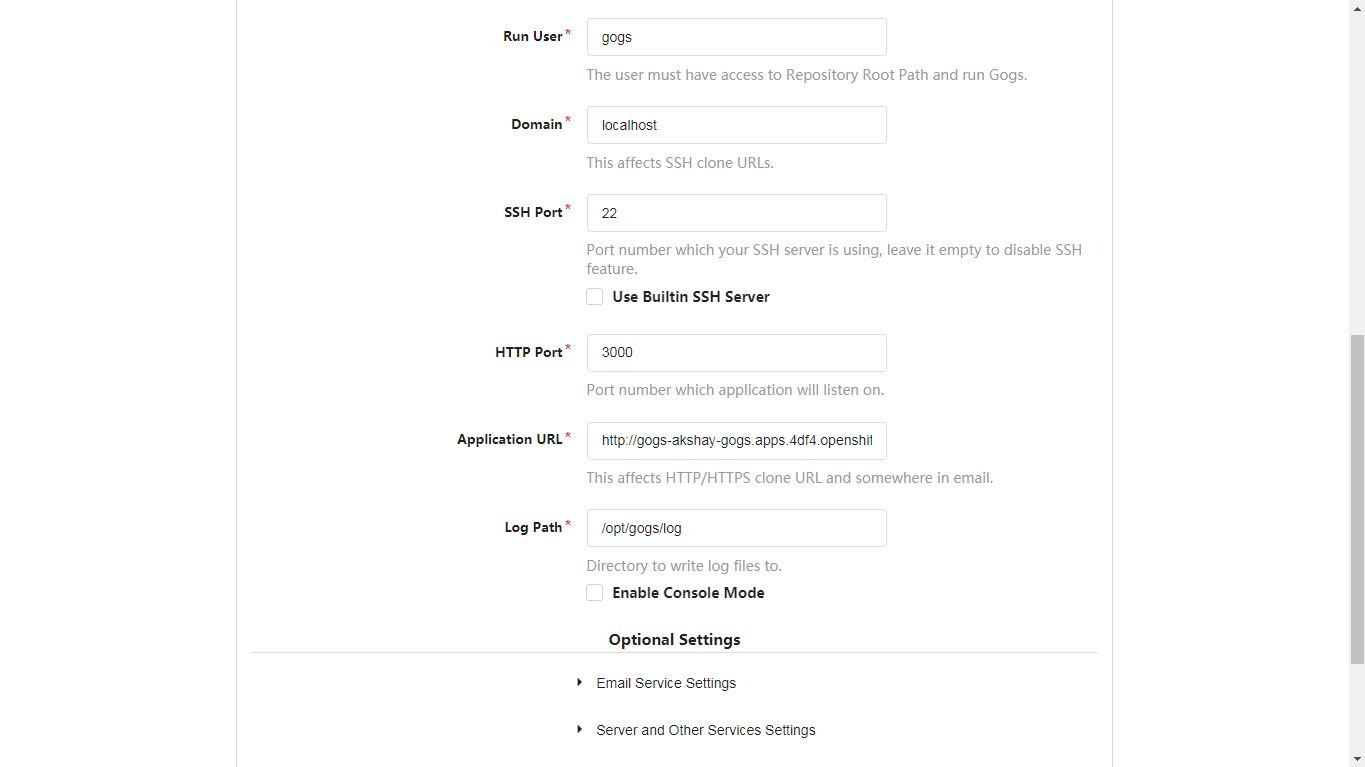 Run User*
gogs
The user must have access to Repository Root Path and run Gogs.
Domain*
localhost
This affects SSH clone URLs.
SSH Port*
22
Port number which your SSH server is using, leave it empty to disable SSH
feature.
Use Builtin SSH Server
HTTP Port*
3000
Port number which application will listen on.
Application URL*
http://gogs-akshay-gogs.apps.4df4.openshif
This affects HTTP/HTTPS clone URL and somewhere in email.
Log Path*
/opt/gogs/log
Directory to write log files to.
Enable Console Mode
Optional Settings
Email Service Settings
Server and Other Services Settings